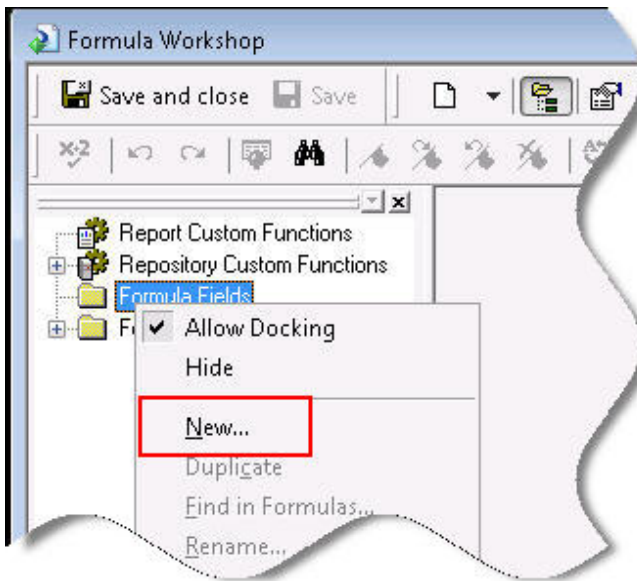 Formula Workshop
Save and close Save
Report Custom Functions
Repository Custom Functions
Formula Fields
Allow Docking
Hide
New...
Duplicate
Find in Formulas...
Rename...